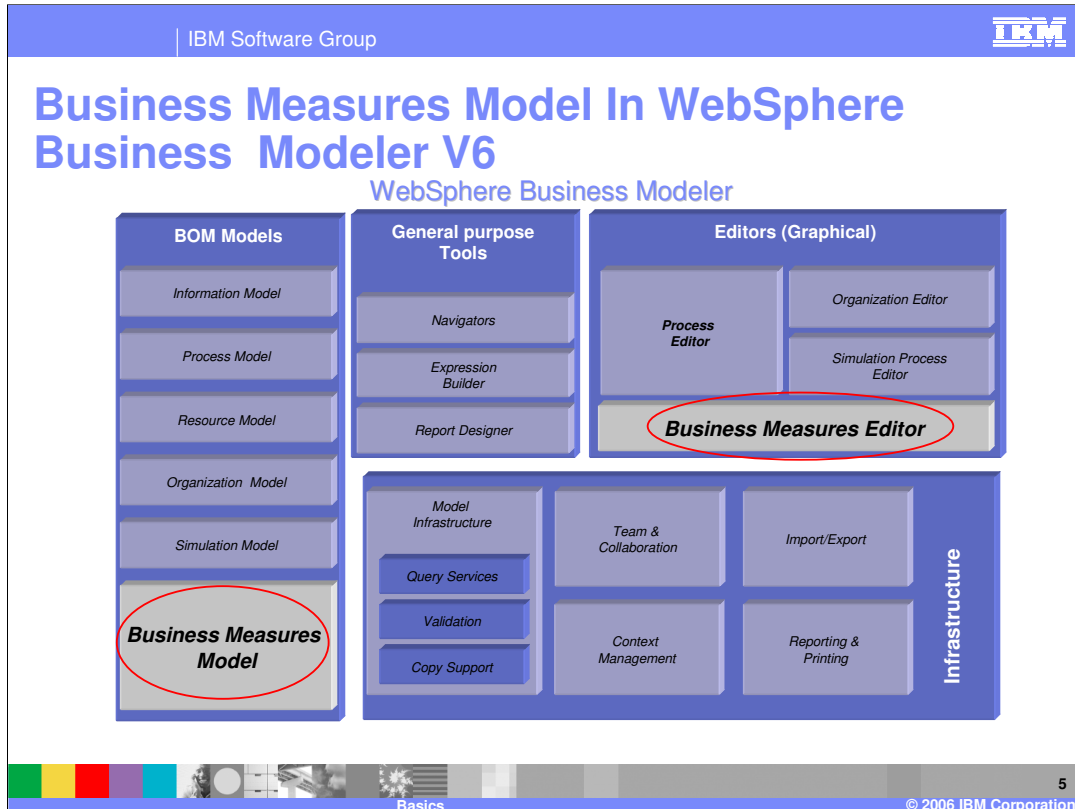 IBM Software Group
IBM
Business Measures Model In WebSphere
Business Modeler V6
WebSphere Business Modeler
BOM Models
Information Model
Process Model
Resource Model
Organization Model
Simulation Model
Business Measures
Model
General purpose
Tools
Navigators
Expression
Builder
Report Designer
Editors (Graphical)
Process
Editor
Organization Editor
Simulation Process
Editor
Business Measures Editor
Model
Infrastructure
Query Services
Validation
Copy Support
Team &
Collaboration
Import/Export
Context
Management
Reporting &
Printing
Infrastructure
5
Basics
© 2006 IBM Corporation